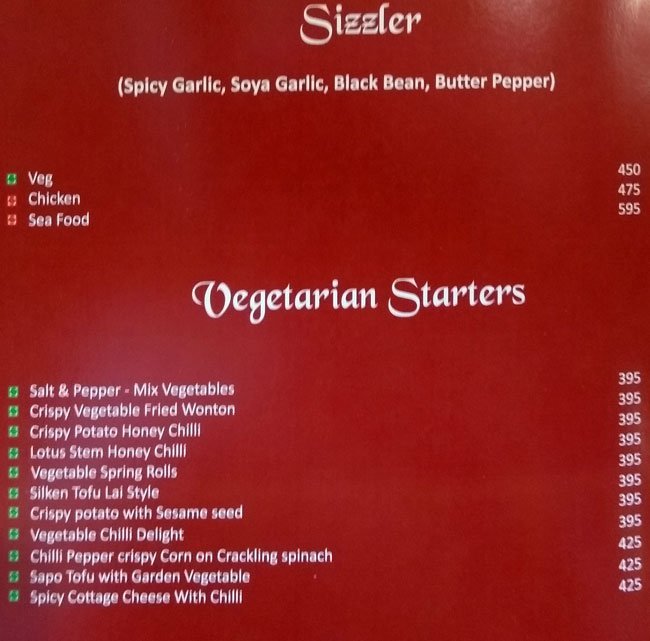 Sizzler
(Spicy Garlic, Soya Garlic, Black Bean, Butter Pepper)
Veg 450
Chicken 475
Sea Food 595
Vegetarian Starters
Salt & Pepper - Mix Vegetables 395
Crispy Vegetable Fried Wonton 395
Crispy Potato Honey Chilli 395
Lotus Stem Honey Chilli 395
Vegetable Spring Rolls 395
Silken Tofu Lai Style 395
Crispy potato with Sesame seed 395
Vegetable Chilli Delight 395
Chilli Pepper crispy Corn on Crackling spinach 425
Sapo Tofu with Garden Vegetable 425
Spicy Cottage Cheese With Chilli 425